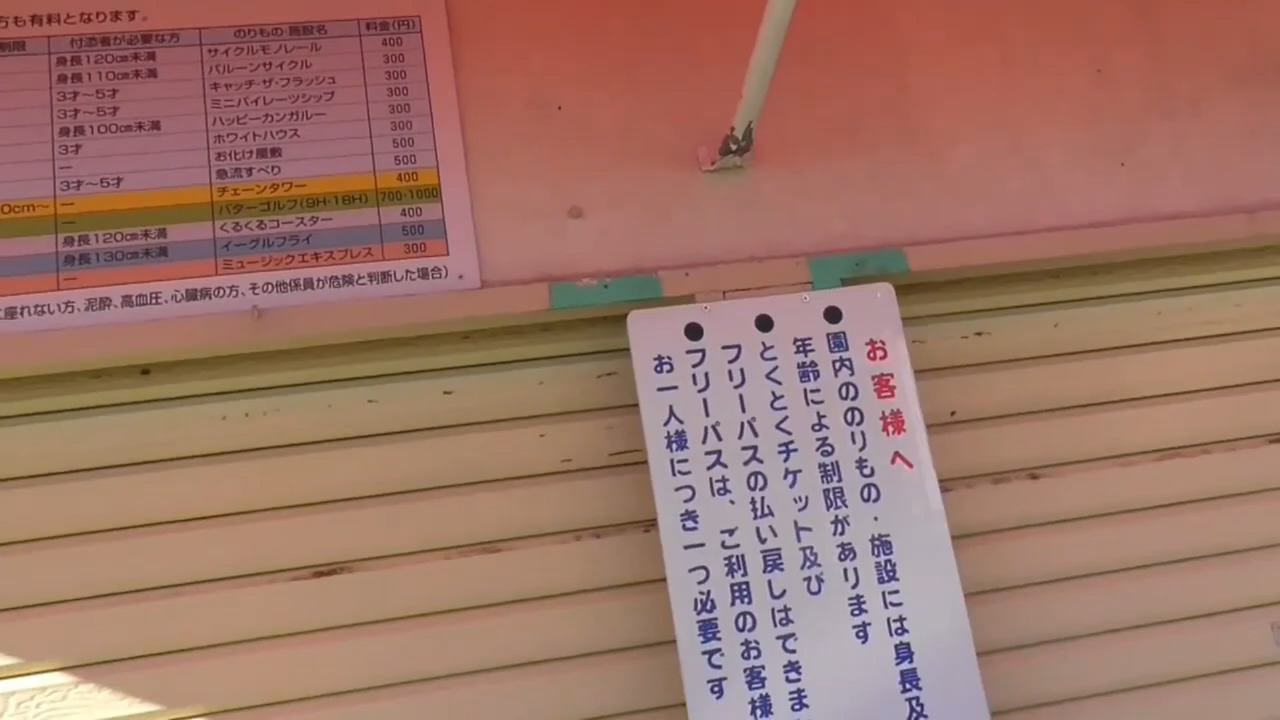 方も有料となります。
制限 付添者が必要な方 のりもの・施設名 料金(円)
身長120cm未満 サイクルモノレール 400
身長110cm未満 バルーンサイクル 300
3才〜5才 キャッチ・ザ・フラッシュ 300
3才〜5才 ミニバイレーツシップ 300
身長100cm未満 ハッピーカンガルー 300
3才 ホワイトハウス 300
― お化け屋敷 500
3才〜5才 急流すべり 500
0cm〜 ― チェーンタワー 400
― パターゴルフ(9H・18H) 700・1000
身長120cm未満 くるくるコースター 400
身長130cm未満 イーグルフライ 500
― ミュージックエキスプレス 300
座れない方、泥酔、高血圧、心臓病の方、その他係員が危険と判断した場合)。
お客様へ
●園内ののりもの・施設には身長及
年齢による制限があります
●とくとくチケット及び
フリーパスの払い戻しはできま
●フリーパスは、ご利用のお客様
お一人様につき一つ必要です